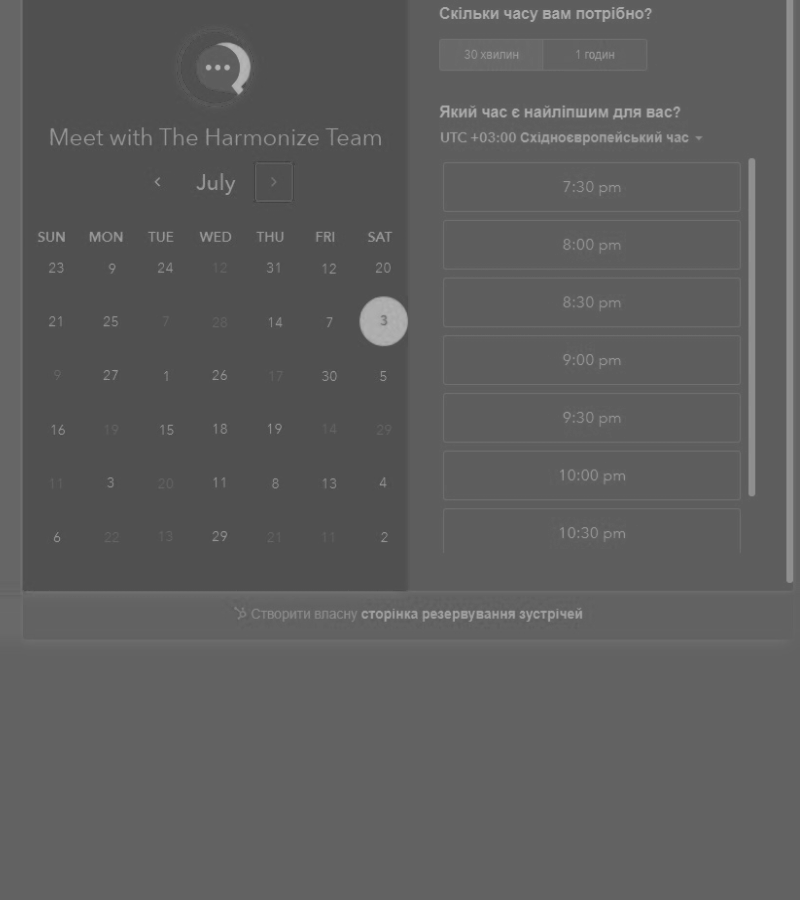 Meet with The Harmonize Team
July
SUN MON TUE WED THU FRI SAT
23 9 24 12 31 12 20
21 25 7 28 14 7 3
9 27 1 26 17 30 5
16 19 15 18 19 14 29
11 3 20 11 8 13 4
6 22 13 29 21 11 2
Скільки часу вам потрібно?
30 хвилин 1 годин
Який час є найліпшим для вас?
UTC +03:00 Східноєвропейський час
7:30 pm
8:00 pm
8:30 pm
9:00 pm
9:30 pm
10:00 pm
10:30 pm
Створити власну сторінка резервування зустрічей